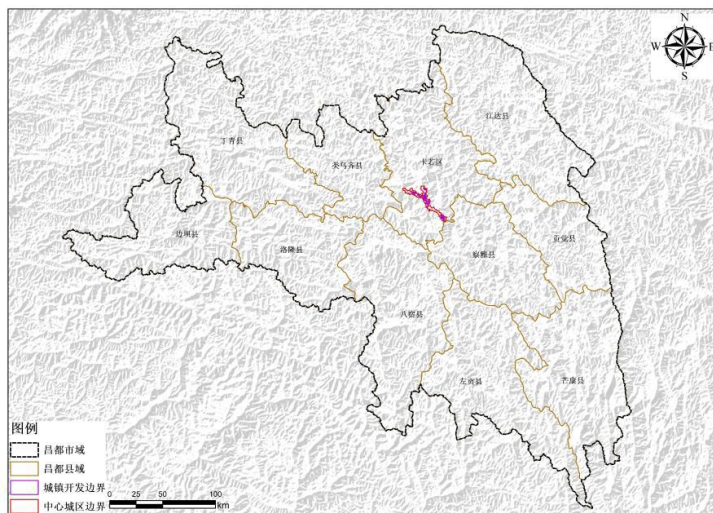 N
W E
S
江达县
丁青县
类乌齐县
卡若区
边坝县
洛隆县
察雅县
贡觉县
八宿县
左贡县
芒康县
图例
昌都市域
昌都县域
城镇开发边界
中心城区边界
0 25 50 100
km